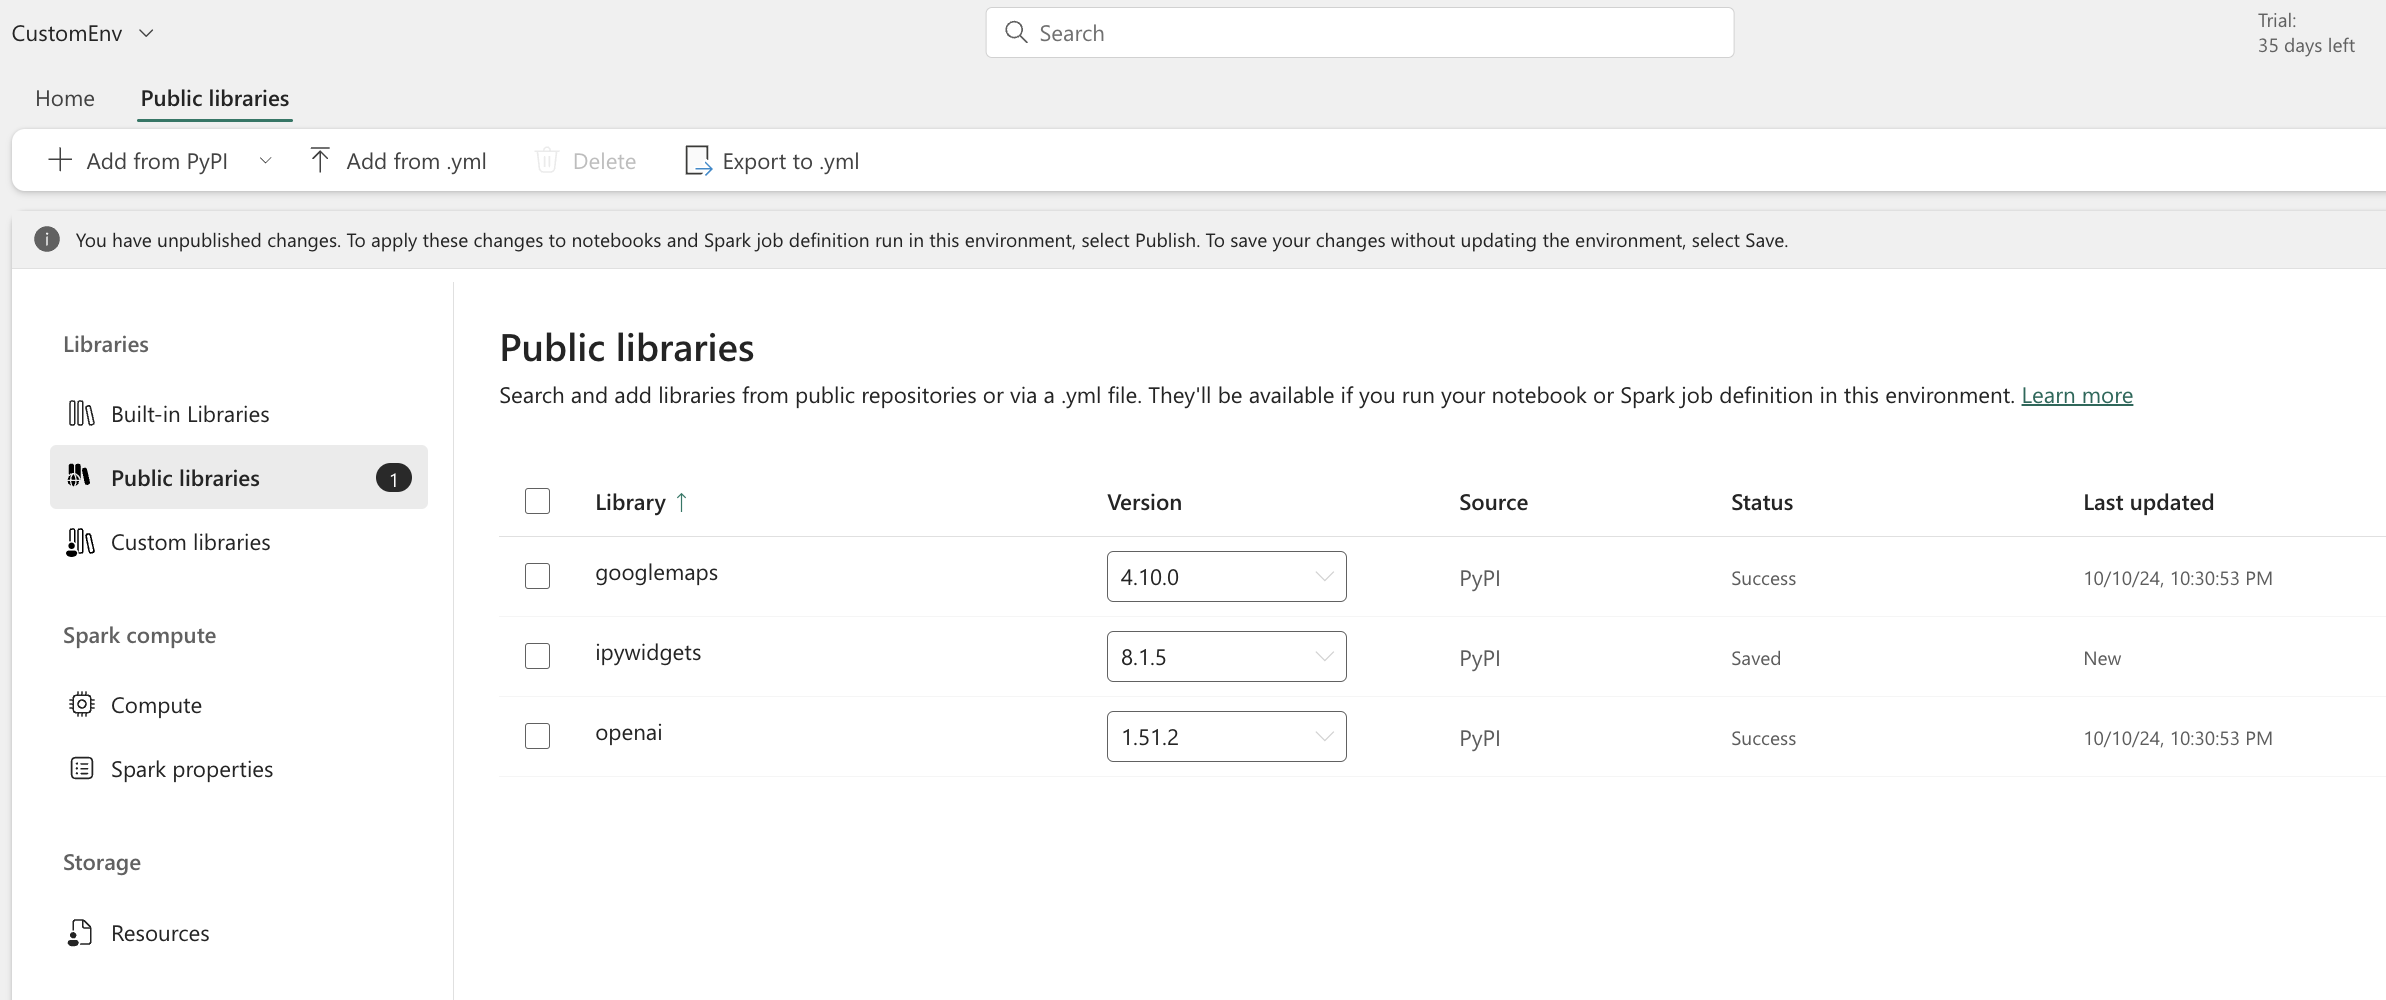 CustomEnv
Search
Trial:
35 days left
Home
Public libraries
Add from PyPI
Add from .yml
Delete
Export to .yml
You have unpublished changes. To apply these changes to notebooks and Spark job definition run in this environment, select Publish. To save your changes without updating the environment, select Save.
Libraries
Built-in Libraries
Public libraries 1
Custom libraries
Spark compute
Compute
Spark properties
Storage
Resources
Public libraries
Search and add libraries from public repositories or via a .yml file. They'll be available if you run your notebook or Spark job definition in this environment. Learn more
Library ↑ Version Source Status Last updated
googlemaps 4.10.0 PyPI Success 10/10/24, 10:30:53 PM
ipywidgets 8.1.5 PyPI Saved New
openai 1.51.2 PyPI Success 10/10/24, 10:30:53 PM